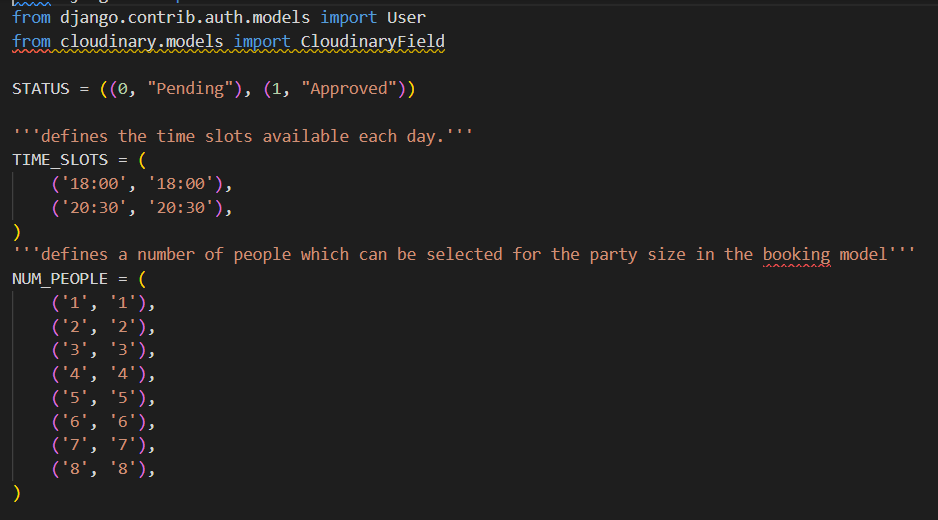 from django.contrib.auth.models import User
from cloudinary.models import CloudinaryField
STATUS = ((0, "Pending"), (1, "Approved"))
'''defines the time slots available each day.'''
TIME_SLOTS = (
('18:00', '18:00'),
('20:30', '20:30'),
)
'''defines a number of people which can be selected for the party size in the booking model'''
NUM_PEOPLE = (
('1', '1'),
('2', '2'),
('3', '3'),
('4', '4'),
('5', '5'),
('6', '6'),
('7', '7'),
('8', '8'),
)